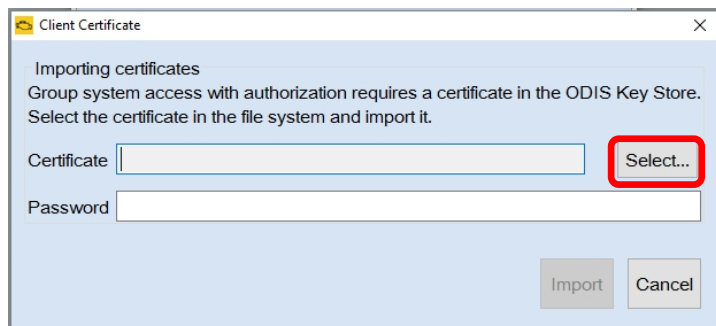 Client Certificate
Importing certificates
Group system access with authorization requires a certificate in the ODIS Key Store.
Select the certificate in the file system and import it.
Certificate Select...
Password
Import Cancel